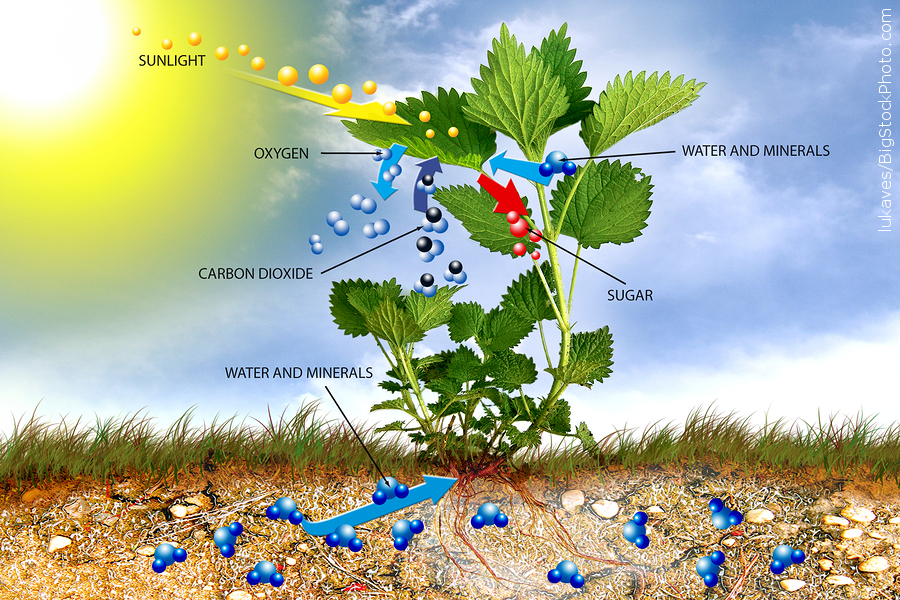 SUNLIGHT
OXYGEN
WATER AND MINERALS
CARBON DIOXIDE
SUGAR
WATER AND MINERALS
lukaves/BigStockPhoto.com